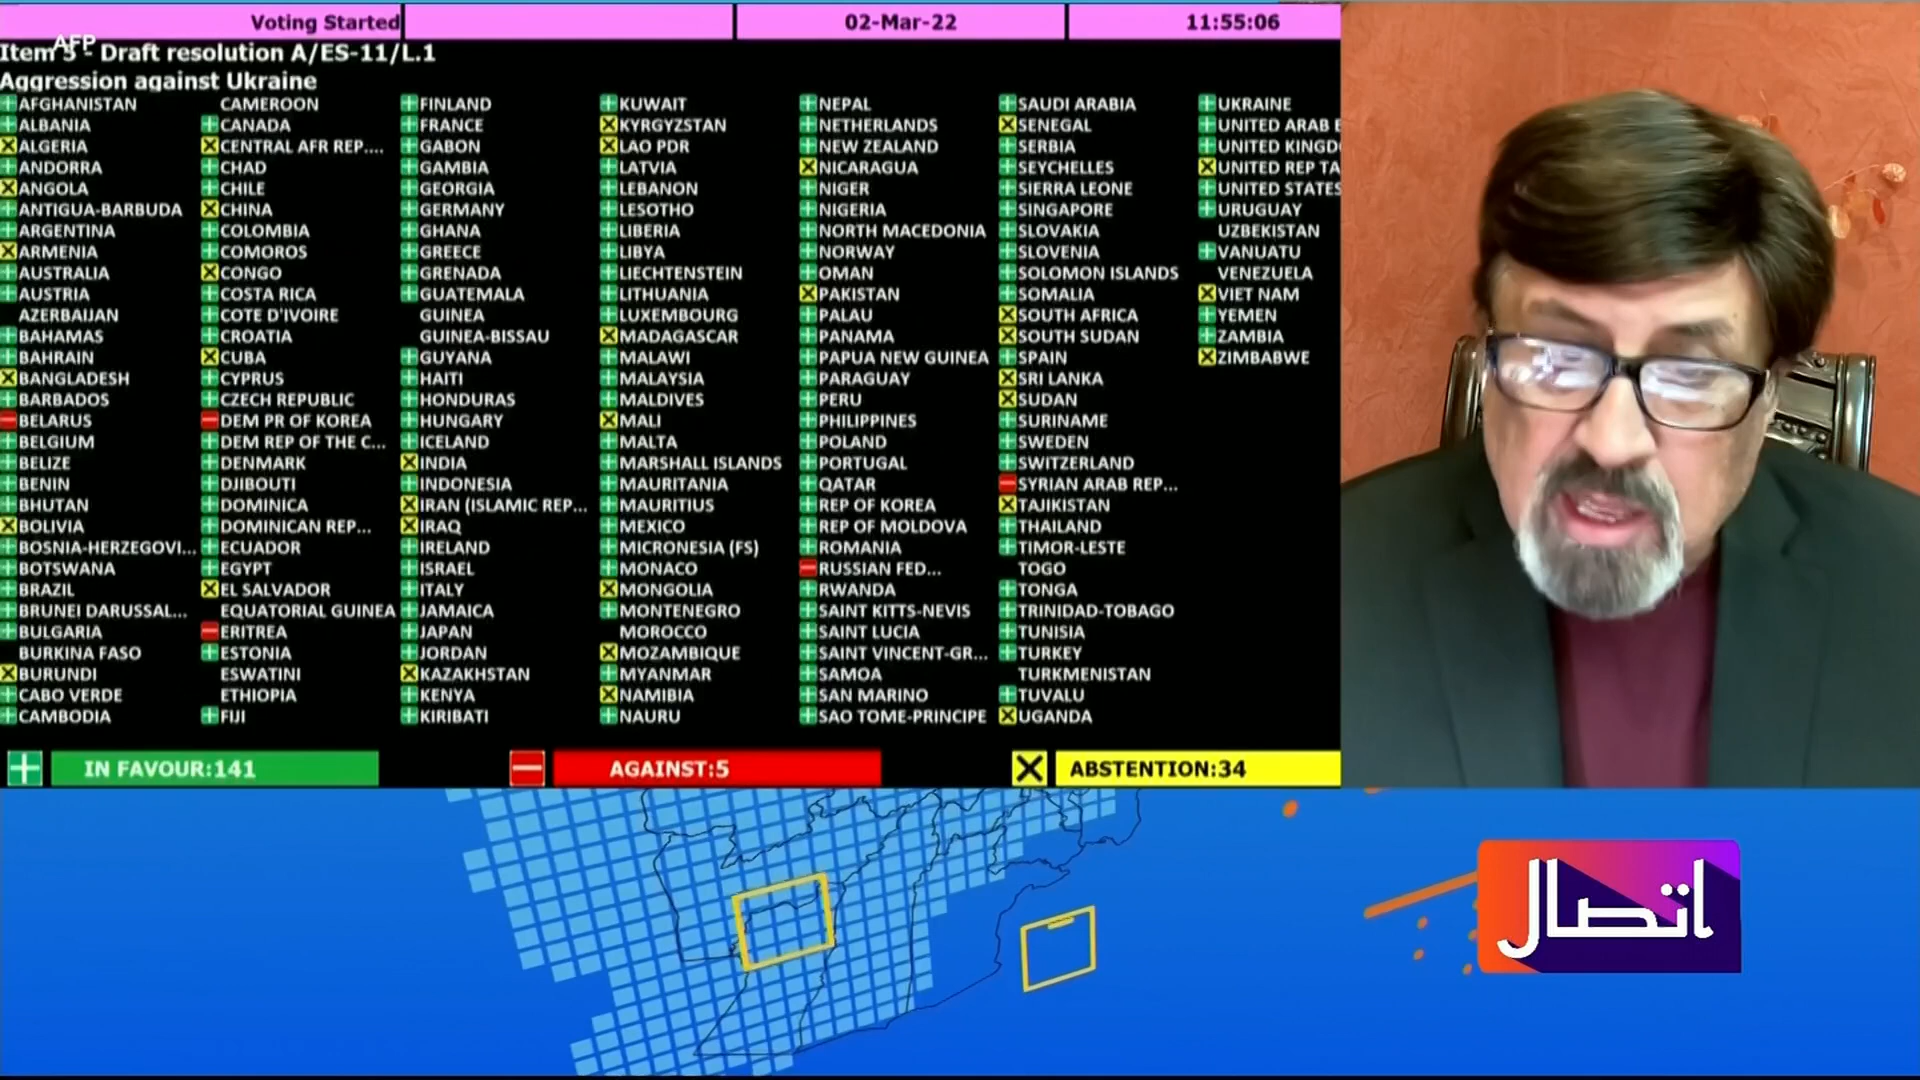 Voting Started 02-Mar-22 11:55:06
AFP
Item 5 - Draft resolution A/ES-11/L.1
Aggression against Ukraine
AFGHANISTAN CAMEROON FINLAND KUWAIT NEPAL SAUDI ARABIA UKRAINE
ALBANIA CANADA FRANCE KYRGYZSTAN NETHERLANDS SENEGAL UNITED ARAB E
ALGERIA CENTRAL AFR REP.... GABON LAO PDR NEW ZEALAND SERBIA UNITED KINGD
ANDORRA CHAD GAMBIA LATVIA NICARAGUA SEYCHELLES UNITED REP TA
ANGOLA CHILE GEORGIA LEBANON NIGER SIERRA LEONE UNITED STATES
ANTIGUA-BARBUDA CHINA GERMANY LESOTHO NIGERIA SINGAPORE URUGUAY
ARGENTINA COLOMBIA GHANA LIBERIA NORTH MACEDONIA SLOVAKIA UZBEKISTAN
ARMENIA COMOROS GREECE LIBYA NORWAY SLOVENIA VANUATU
AUSTRALIA CONGO GRENADA LIECHTENSTEIN OMAN SOLOMON ISLANDS VENEZUELA
AUSTRIA COSTA RICA GUATEMALA LITHUANIA PAKISTAN SOMALIA VIET NAM
AZERBAIJAN COTE D'IVOIRE GUINEA LUXEMBOURG PALAU SOUTH AFRICA YEMEN
BAHAMAS CROATIA GUINEA-BISSAU MADAGASCAR PANAMA SOUTH SUDAN ZAMBIA
BAHRAIN CUBA GUYANA MALAWI PAPUA NEW GUINEA SPAIN ZIMBABWE
BANGLADESH CYPRUS HAITI MALAYSIA PARAGUAY SRI LANKA
BARBADOS CZECH REPUBLIC HONDURAS MALDIVES PERU SUDAN
BELARUS DEM PR OF KOREA HUNGARY MALI PHILIPPINES SURINAME
BELGIUM DEM REP OF THE C... ICELAND MALTA POLAND SWEDEN
BELIZE DENMARK INDIA MARSHALL ISLANDS PORTUGAL SWITZERLAND
BENIN DJIBOUTI INDONESIA MAURITANIA QATAR SYRIAN ARAB REP...
BHUTAN DOMINICA IRAN (ISLAMIC REP... MAURITIUS REP OF KOREA TAJIKISTAN
BOLIVIA DOMINICAN REP... IRAQ MEXICO REP OF MOLDOVA THAILAND
BOSNIA-HERZEGOVI... ECUADOR IRELAND MICRONESIA (FS) ROMANIA TIMOR-LESTE
BOTSWANA EGYPT ISRAEL MONACO RUSSIAN FED... TOGO
BRAZIL EL SALVADOR ITALY MONGOLIA RWANDA TONGA
BRUNEI DARUSSAL... EQUATORIAL GUINEA JAMAICA MONTENEGRO SAINT KITTS-NEVIS TRINIDAD-TOBAGO
BULGARIA ERITREA JAPAN MOROCCO SAINT LUCIA TUNISIA
BURKINA FASO ESTONIA JORDAN MOZAMBIQUE SAINT VINCENT-GR... TURKEY
BURUNDI ESWATINI KAZAKHSTAN MYANMAR SAMOA TURKMENISTAN
CABO VERDE ETHIOPIA KENYA NAMIBIA SAN MARINO TUVALU
CAMBODIA FIJI KIRIBATI NAURU SAO TOME-PRINCIPE UGANDA
IN FAVOUR:141 AGAINST:5 ABSTENTION:34
اتصال